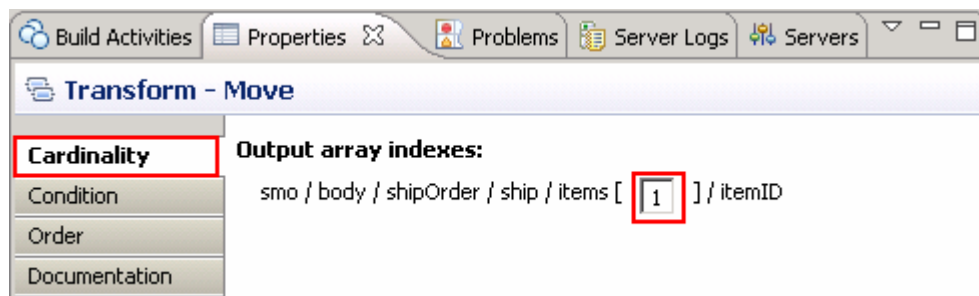 Build Activities Properties Problems Server Logs Servers
Transform - Move
Cardinality
Output array indexes:
smo / body / shipOrder / ship / items [ 1 ] / itemID
Condition
Order
Documentation